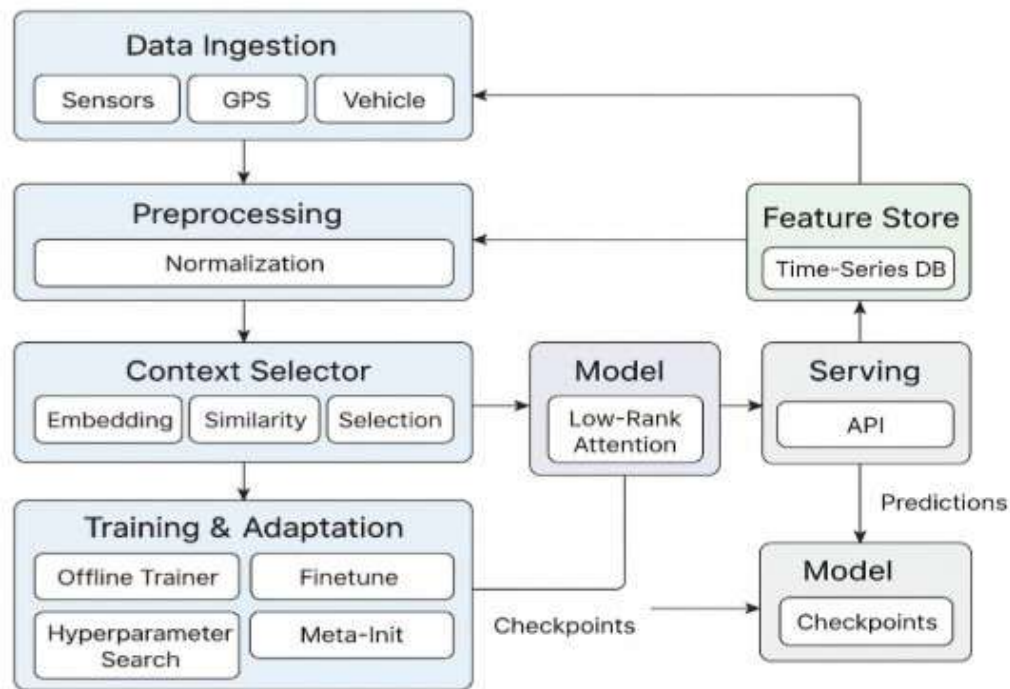 Data Ingestion
Sensors
GPS
Vehicle
Preprocessing
Normalization
Feature Store
Time-Series DB
Context Selector
Embedding
Similarity
Selection
Model
Low-Rank
Attention
Serving
API
Predictions
Training & Adaptation
Offline Trainer
Finetune
Hyperparameter
Search
Meta-Init
Checkpoints
Model
Checkpoints